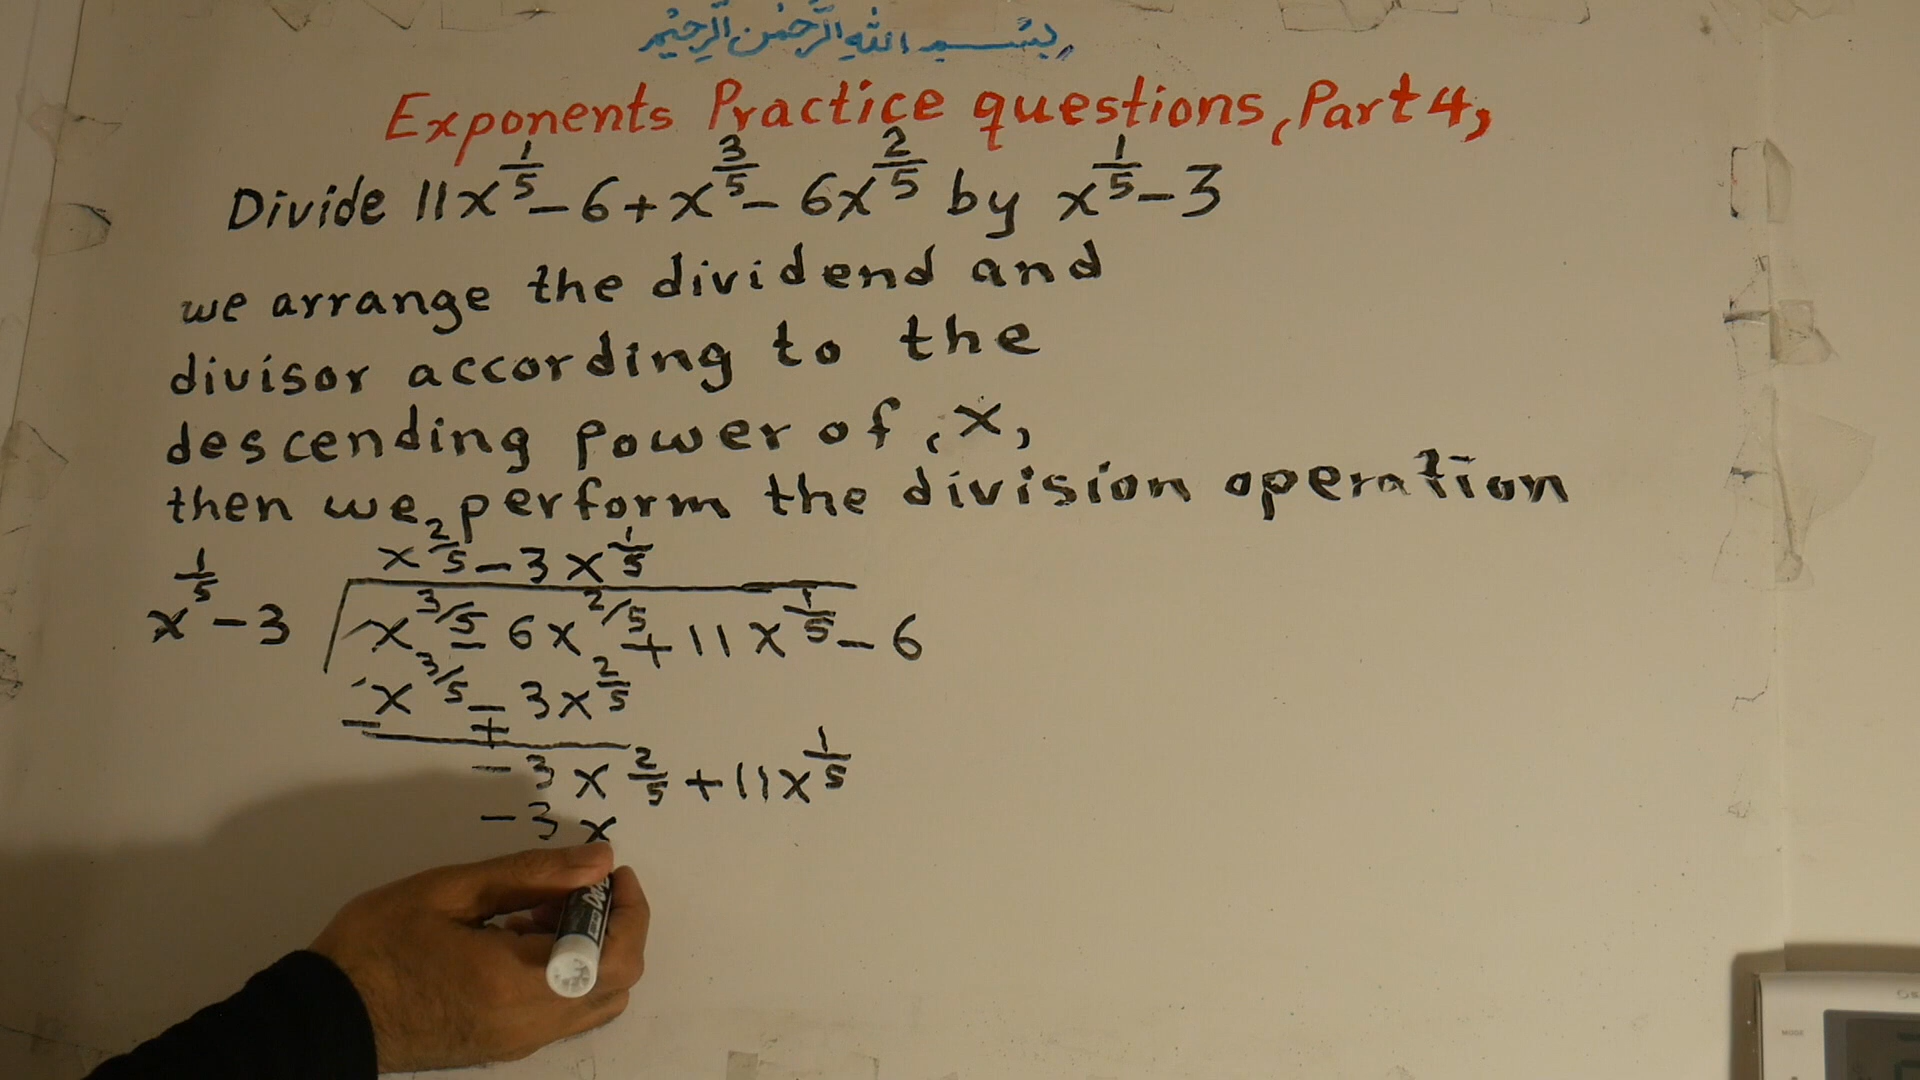 بِسْمِ اللهِ الرَّحْمٰنِ الرَّحِيْمِ
Exponents Practice questions, Part 4,
Divide 11x^{1/5} - 6 + x^{3/5} - 6x^{2/5} by x^{1/5} - 3
we arrange the dividend and
divisor according to the
descending power of , x,
then we, perform the division operation
x^{2/5} - 3x^{1/5}
x^{1/5} - 3 x^{3/5} - 6x^{2/5} + 11x^{1/5} - 6
x^{3/5} - 3x^{2/5}
- +
-3x^{2/5} + 11x^{1/5}
-3x
MODE